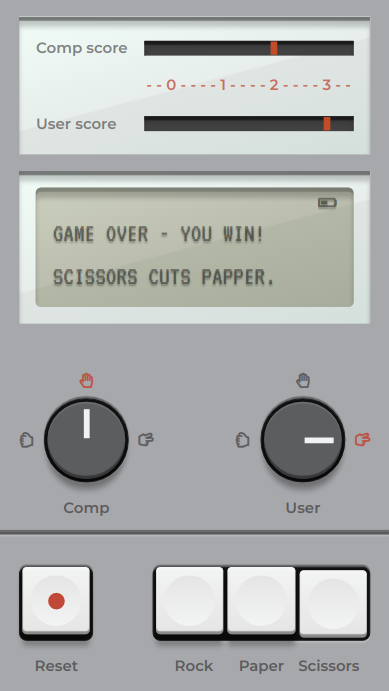 Comp score
- - 0 - - - - 1 - - - - 2 - - - - 3 - -
User score
GAME OVER - YOU WIN!
SCISSORS CUTS PAPPER.
Comp
User
Reset
Rock
Paper
Scissors